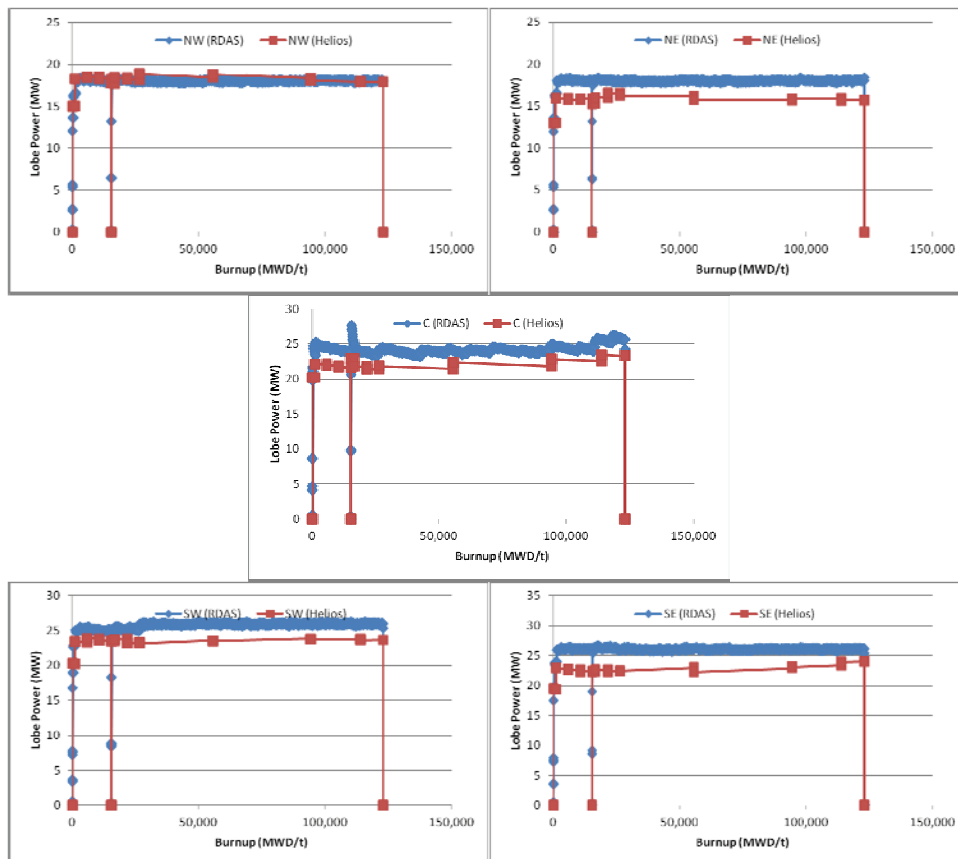 NW (RDAS) NW (Helios)
25
20
15
10
5
0
Lobe Power (MW)
0 50,000 100,000 150,000
Burnup (MWD/t)
NE (RDAS) NE (Helios)
25
20
15
10
5
0
Lobe Power (MW)
0 50,000 100,000 150,000
Burnup (MWD/t)
C (RDAS) C (Helios)
30
25
20
15
10
5
0
Lobe Power (MW)
0 50,000 100,000 150,000
Burnup (MWD/t)
SW (RDAS) SW (Helios)
30
25
20
15
10
5
0
Lobe Power (MW)
0 50,000 100,000 150,000
Burnup (MWD/t)
SE (RDAS) SE (Helios)
35
30
25
20
15
10
5
0
Lobe Power (MW)
0 50,000 100,000 150,000
Burnup (MWD/t)